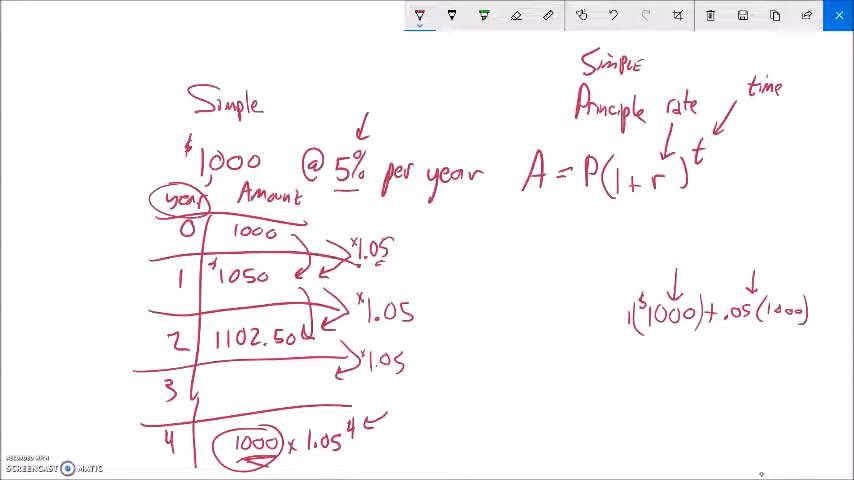 Simple
$1000 @ 5% per year
year Amount
0 1000
x1.05
1 $1050
x1.05
2 1102.50
x1.05
3
4 1000 x 1.05^4
Simple
Principle rate time
A = P(1 + r)^t
1($1000) + .05(1000)
RECORDED WITH
SCREENCAST MATIC